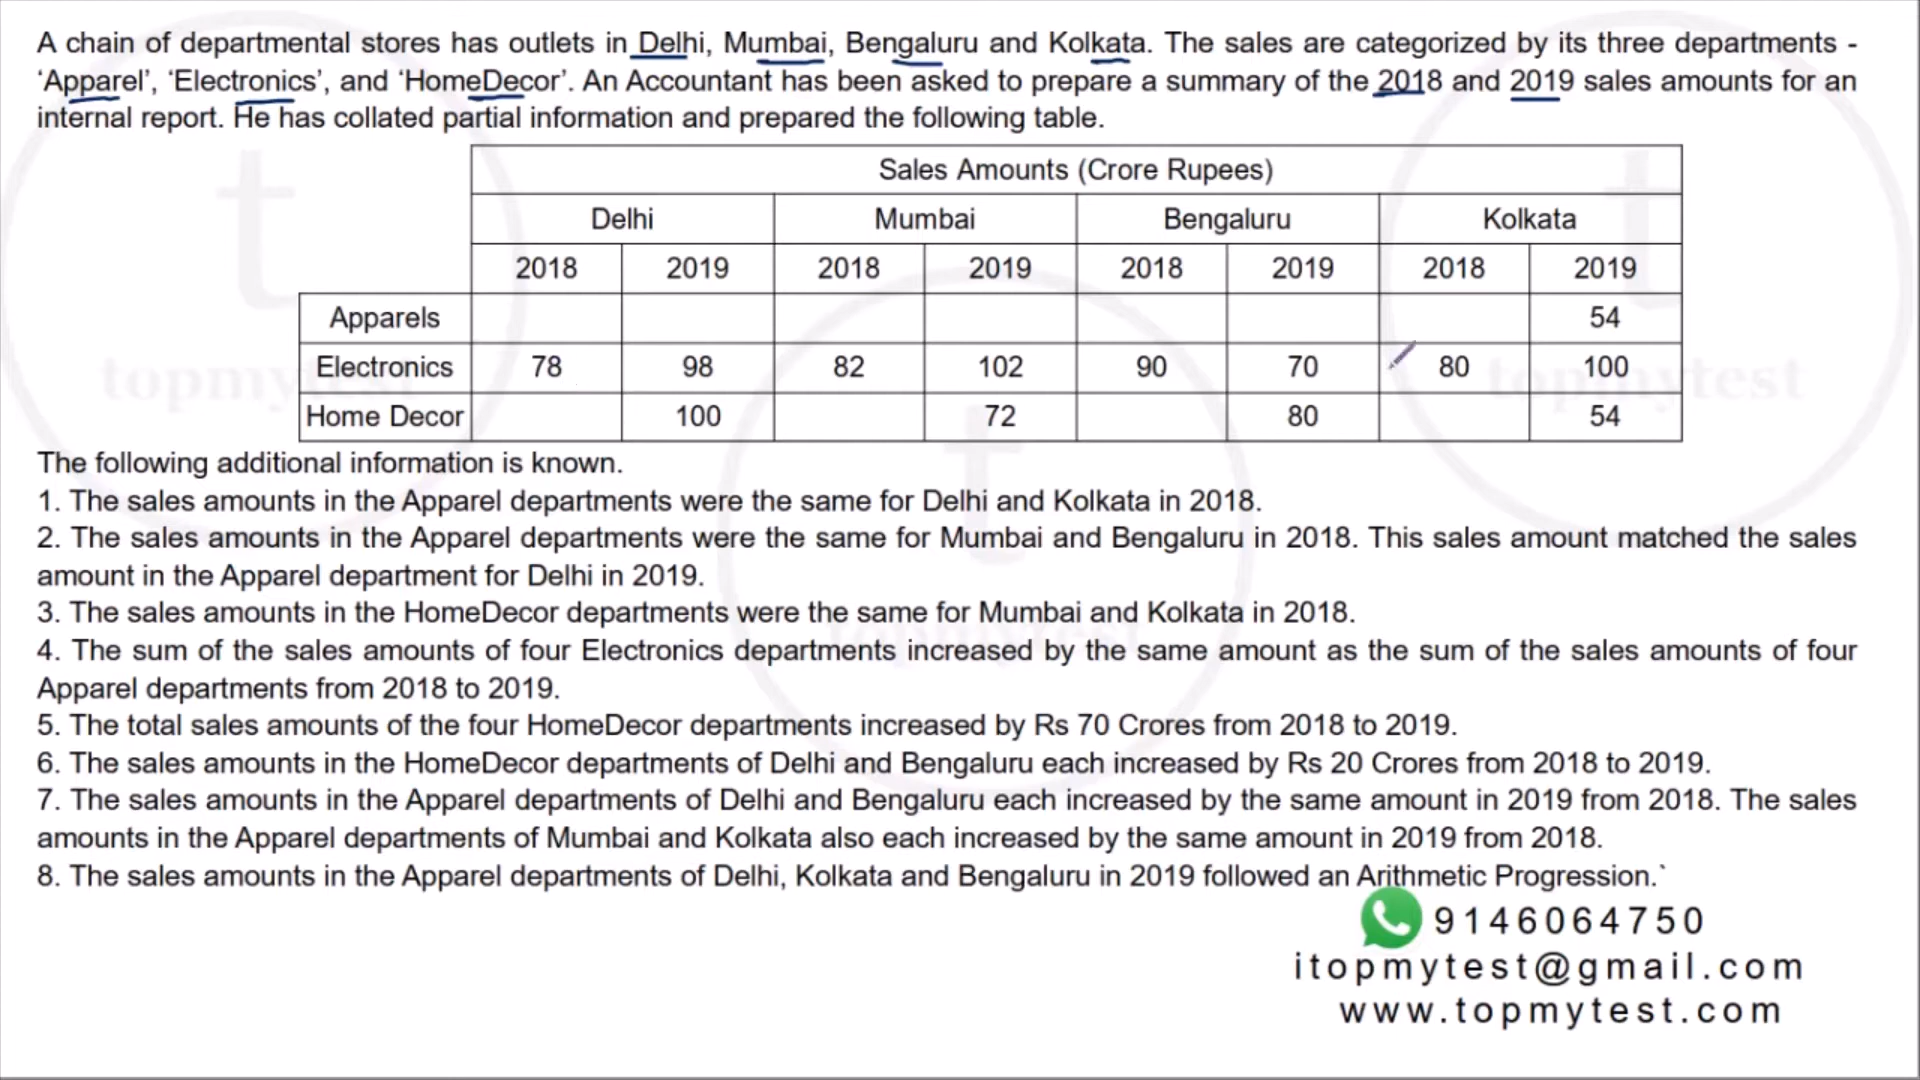 A chain of departmental stores has outlets in Delhi, Mumbai, Bengaluru and Kolkata. The sales are categorized by its three departments -
‘Apparel’, ‘Electronics’, and ‘HomeDecor’. An Accountant has been asked to prepare a summary of the 2018 and 2019 sales amounts for an
internal report. He has collated partial information and prepared the following table.
Sales Amounts (Crore Rupees)
Delhi Mumbai Bengaluru Kolkata
2018 2019 2018 2019 2018 2019 2018 2019
Apparels 54
Electronics 78 98 82 102 90 70 80 100
Home Decor 100 72 80 54
The following additional information is known.
1. The sales amounts in the Apparel departments were the same for Delhi and Kolkata in 2018.
2. The sales amounts in the Apparel departments were the same for Mumbai and Bengaluru in 2018. This sales amount matched the sales
amount in the Apparel department for Delhi in 2019.
3. The sales amounts in the HomeDecor departments were the same for Mumbai and Kolkata in 2018.
4. The sum of the sales amounts of four Electronics departments increased by the same amount as the sum of the sales amounts of four
Apparel departments from 2018 to 2019.
5. The total sales amounts of the four HomeDecor departments increased by Rs 70 Crores from 2018 to 2019.
6. The sales amounts in the HomeDecor departments of Delhi and Bengaluru each increased by Rs 20 Crores from 2018 to 2019.
7. The sales amounts in the Apparel departments of Delhi and Bengaluru each increased by the same amount in 2019 from 2018. The sales
amounts in the Apparel departments of Mumbai and Kolkata also each increased by the same amount in 2019 from 2018.
8. The sales amounts in the Apparel departments of Delhi, Kolkata and Bengaluru in 2019 followed an Arithmetic Progression.`
9146064750
itopmytest@gmail.com
www.topmytest.com
t
topmytest
t
topmytest
t
topmytest